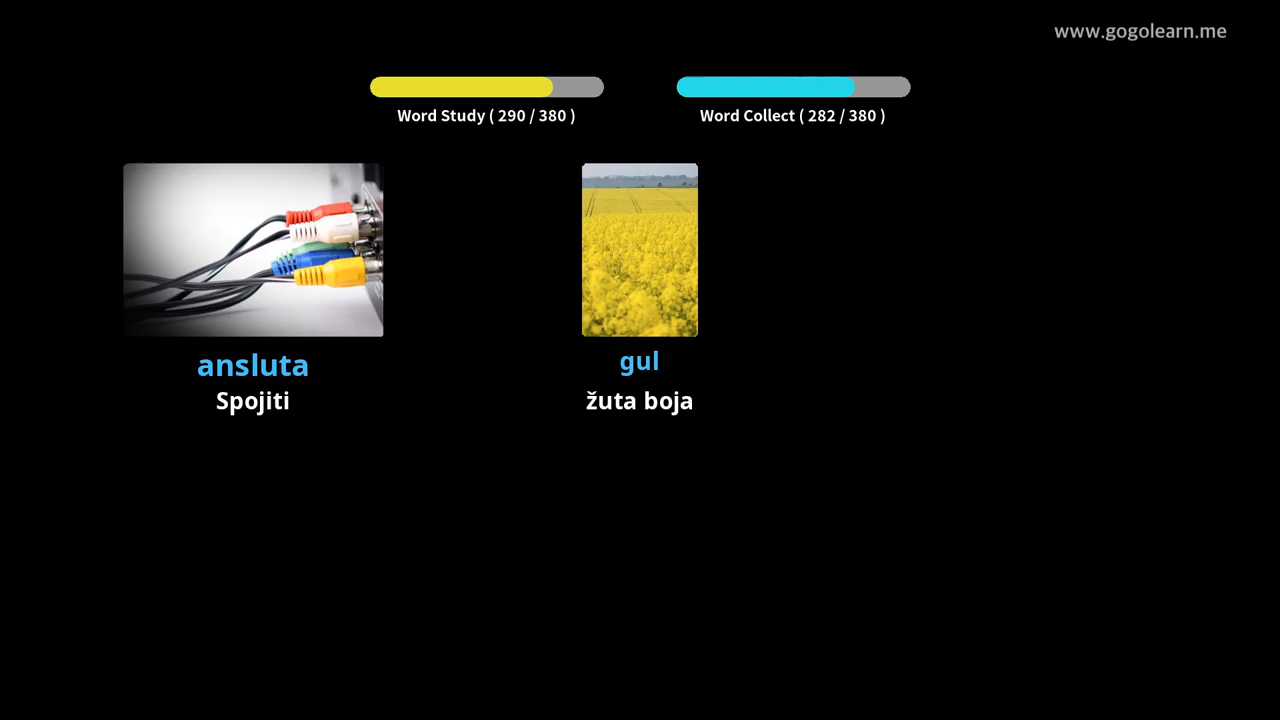 www.gogolearn.me
Word Study ( 290 / 380 )
Word Collect ( 282 / 380 )
ansluta
Spojiti
gul
žuta boja